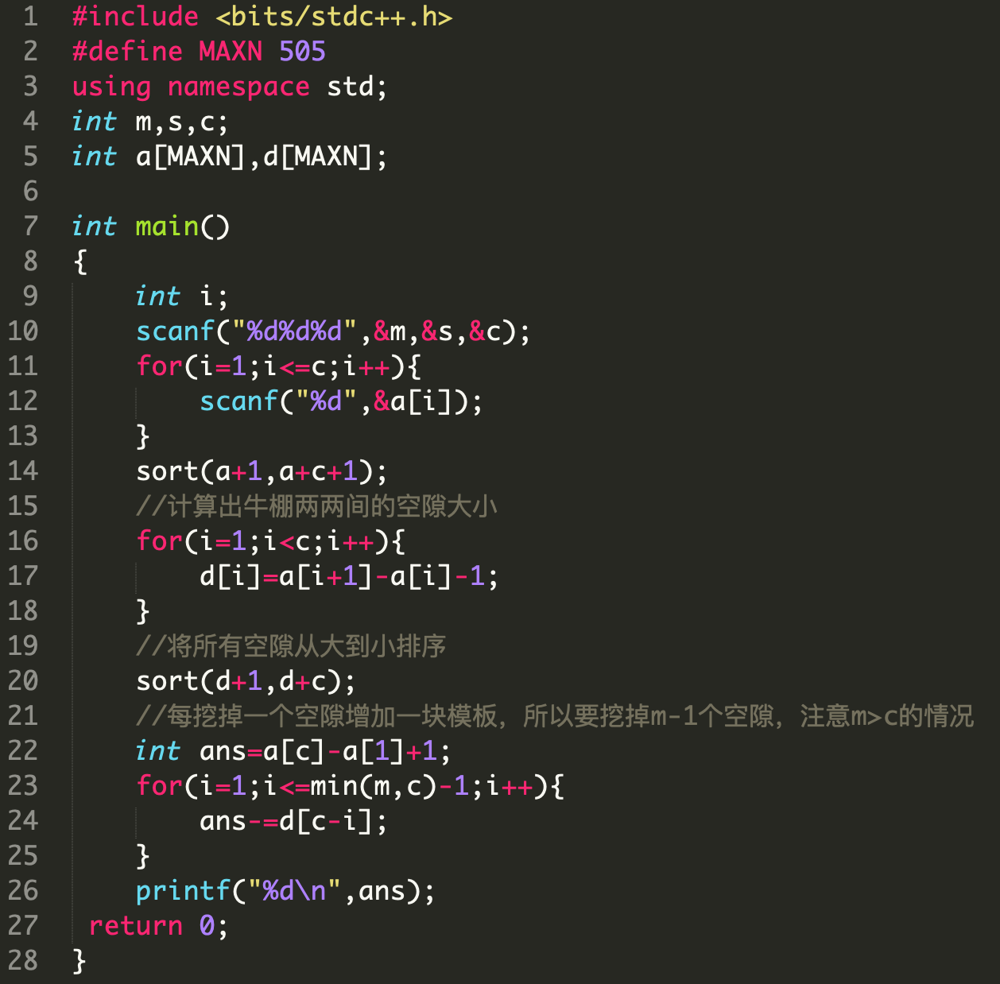 1 #include <bits/stdc++.h>
2 #define MAXN 505
3 using namespace std;
4 int m,s,c;
5 int a[MAXN],d[MAXN];
6
7 int main()
8 {
9     int i;
10     scanf("%d%d%d",&m,&s,&c);
11     for(i=1;i<=c;i++){
12         scanf("%d",&a[i]);
13     }
14     sort(a+1,a+c+1);
15     //计算出牛棚两两间的空隙大小
16     for(i=1;i<c;i++){
17         d[i]=a[i+1]-a[i]-1;
18     }
19     //将所有空隙从大到小排序
20     sort(d+1,d+c);
21     //每挖掉一个空隙增加一块模板，所以要挖掉m-1个空隙，注意m>c的情况
22     int ans=a[c]-a[1]+1;
23     for(i=1;i<=min(m,c)-1;i++){
24         ans-=d[c-i];
25     }
26     printf("%d\n",ans);
27  return 0;
28 }